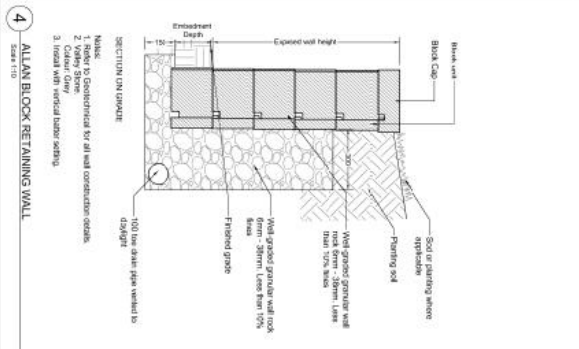 Block unit
Block Cap
Exposed wall height
Embedment
Depth
150
300
SECTION ON GRADE
Sod or planting where
applicable
Planting soil
Well-graded granular wall
rock 6mm - 38mm. Less
than 10% fines
Well-graded granular wall rock
6mm - 38mm. Less than 10%
fines
Finished grade
100 toe drain pipe vented to
daylight
Notes:
1. Refer to Geotechnical for all wall construction details.
2. Valley Stone.
Colour: Grey
3. Install with vertical batter setting.
4
ALLAN BLOCK RETAINING WALL
Scale 1:10